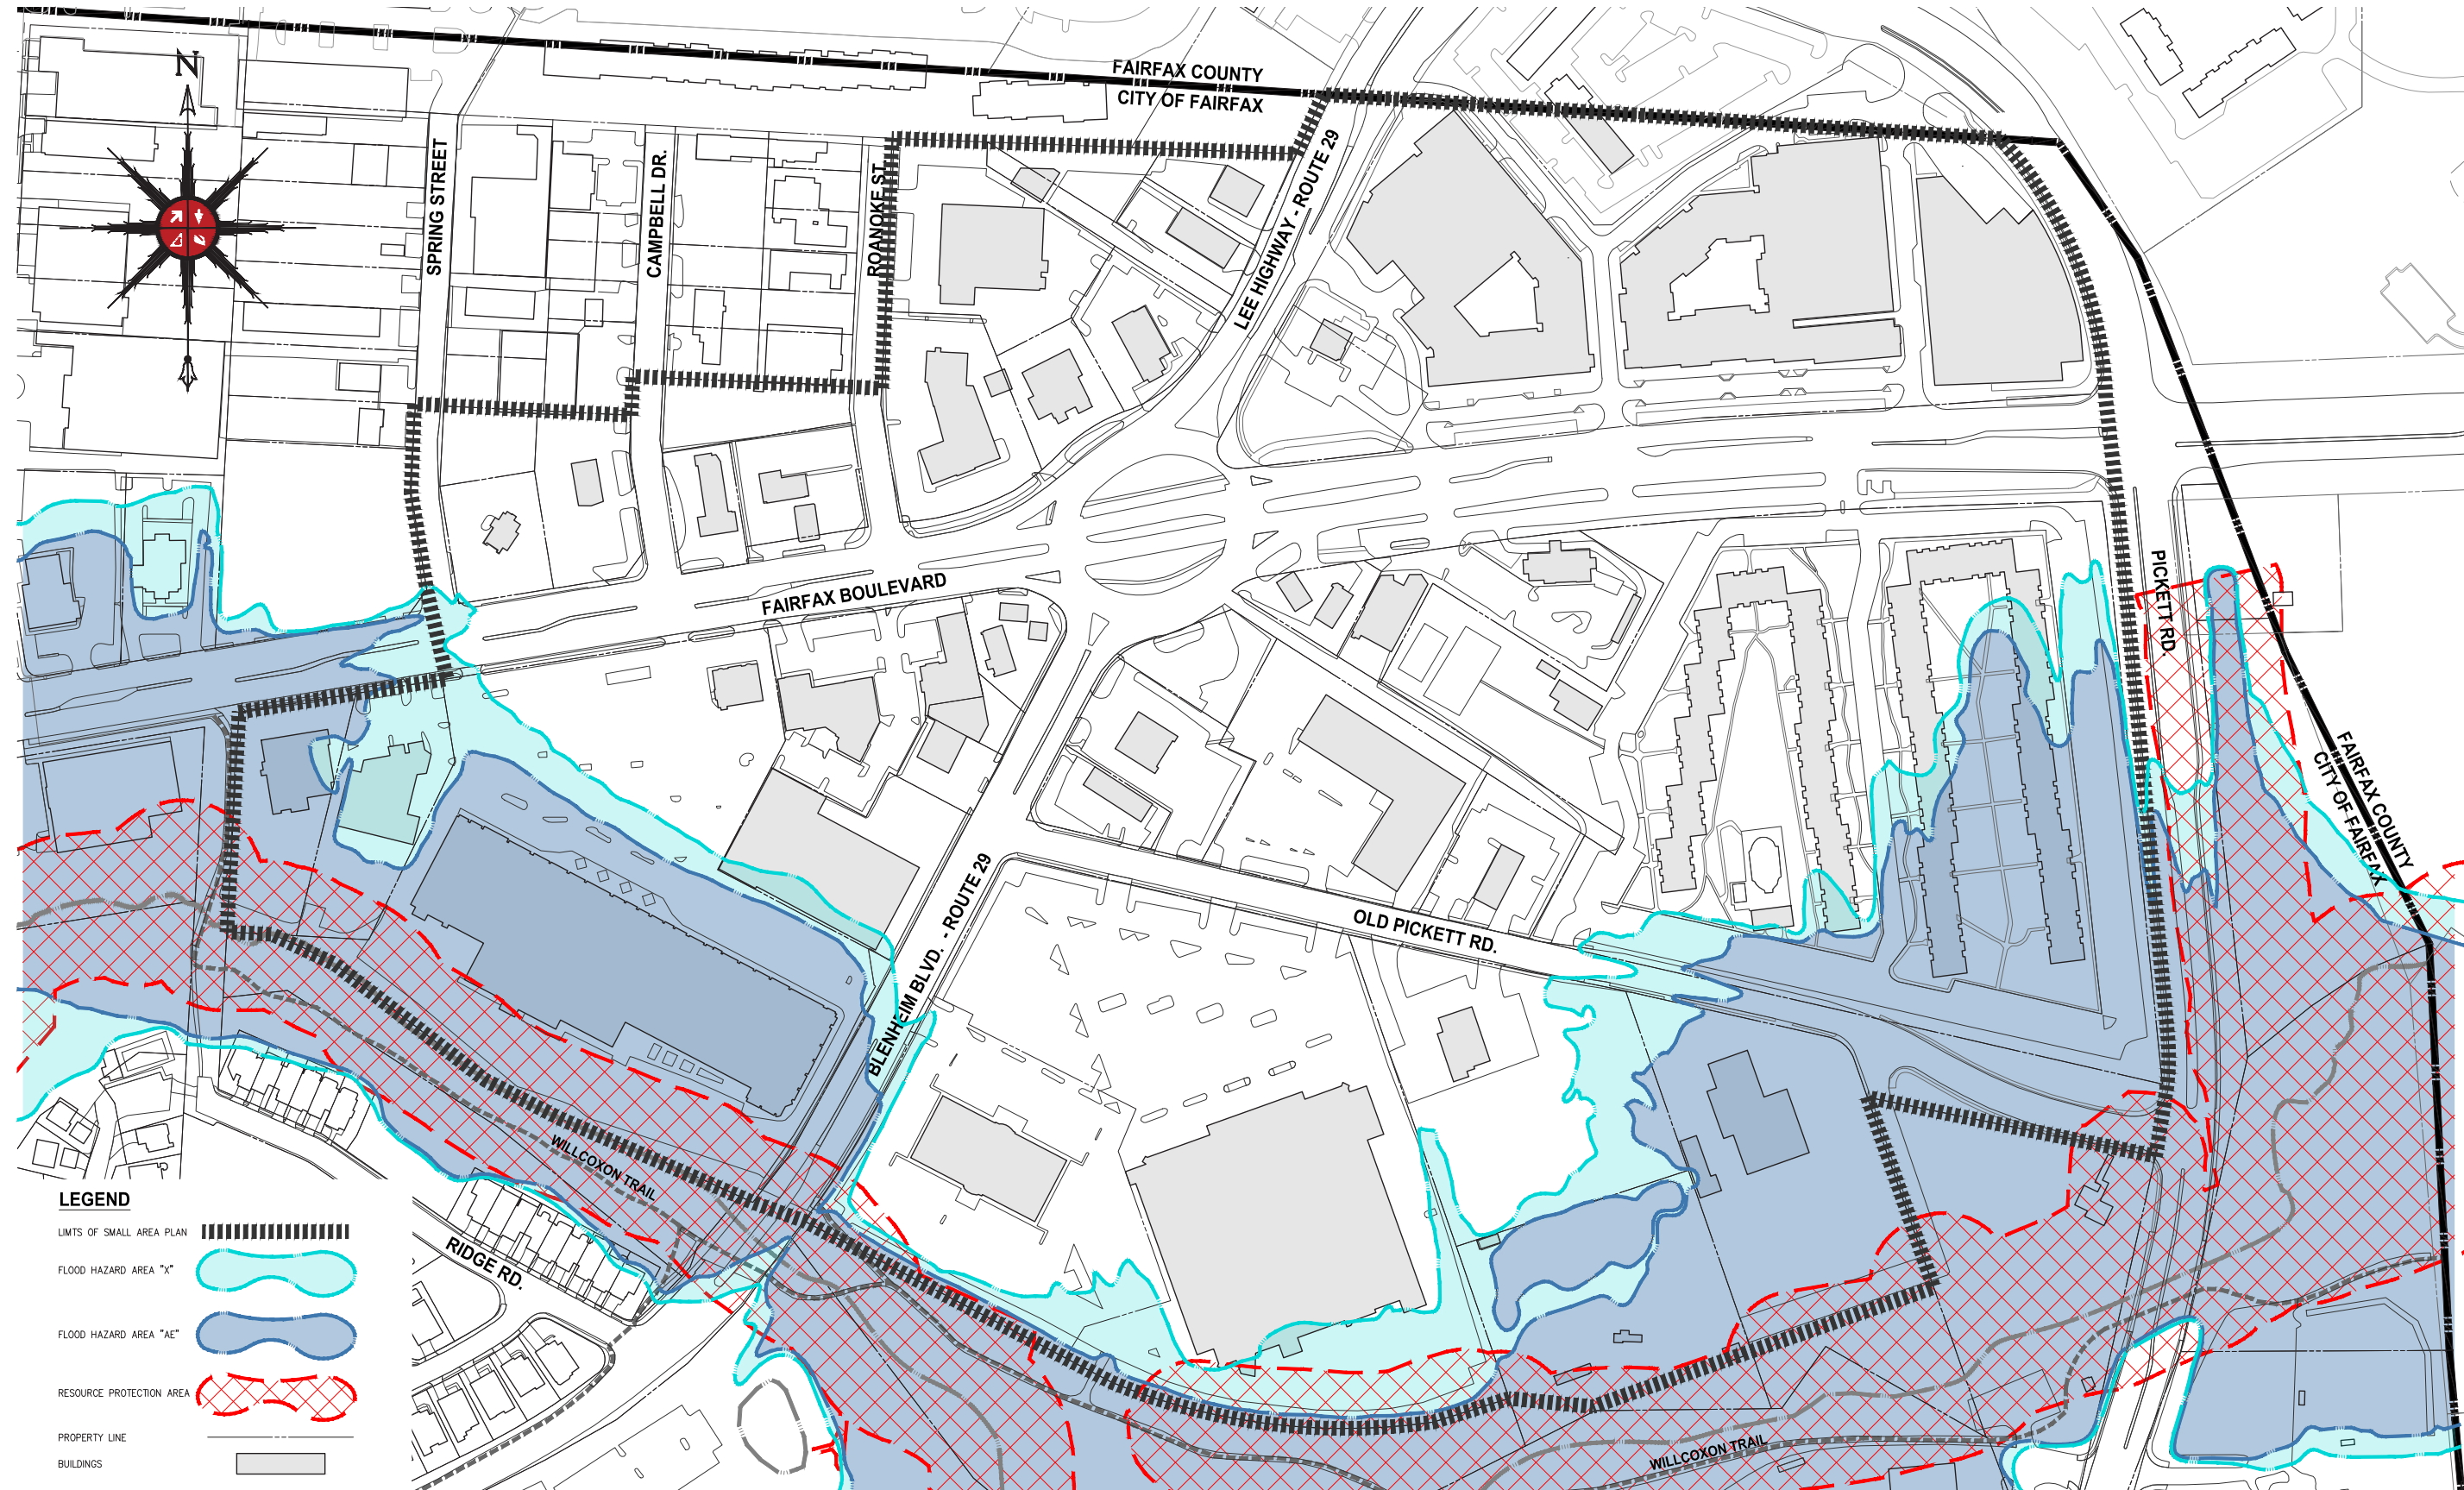 FAIRFAX COUNTY
CITY OF FAIRFAX
N
SPRING STREET
CAMPBELL DR.
ROANOKE ST.
LEE HIGHWAY - ROUTE 29
PICKETT RD.
FAIRFAX BOULEVARD
FAIRFAX COUNTY
CITY OF FAIRFAX
BLENHEIM BLVD. - ROUTE 29
OLD PICKETT RD.
WILLCOXON TRAIL
RIDGE RD.
WILLCOXON TRAIL
LEGEND
LIMTS OF SMALL AREA PLAN
FLOOD HAZARD AREA "X"
FLOOD HAZARD AREA "AE"
RESOURCE PROTECTION AREA
PROPERTY LINE
BUILDINGS